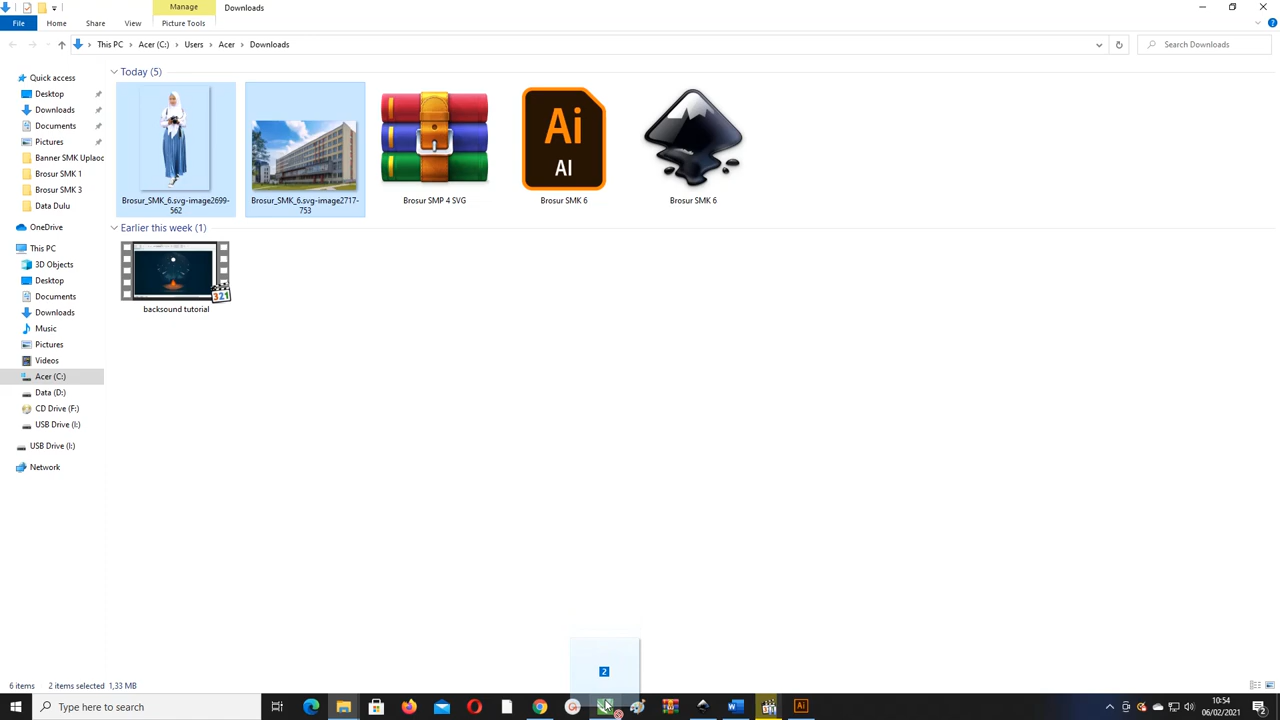 Manage
Downloads
File
Home
Share
View
Picture Tools
This PC
Acer (C:)
Users
Acer
Downloads
Search Downloads
Quick access
Desktop
Downloads
Documents
Pictures
Banner SMK Uplaoc
Brosur SMK 1
Brosur SMK 3
Data Dulu
OneDrive
This PC
3D Objects
Desktop
Documents
Downloads
Music
Pictures
Videos
Acer (C:)
Data (D:)
CD Drive (F:)
USB Drive (I:)
USB Drive (I:)
Network
Today (5)
Brosur_SMK_6.svg-image2699-
562
Brosur_SMK_6.svg-image2717-
753
Brosur SMP 4 SVG
Ai
AI
Brosur SMK 6
Brosur SMK 6
Earlier this week (1)
321
backsound tutorial
2
6 items
2 items selected 1,33 MB
Type here to search
Ai
10:54
06/02/2021
2